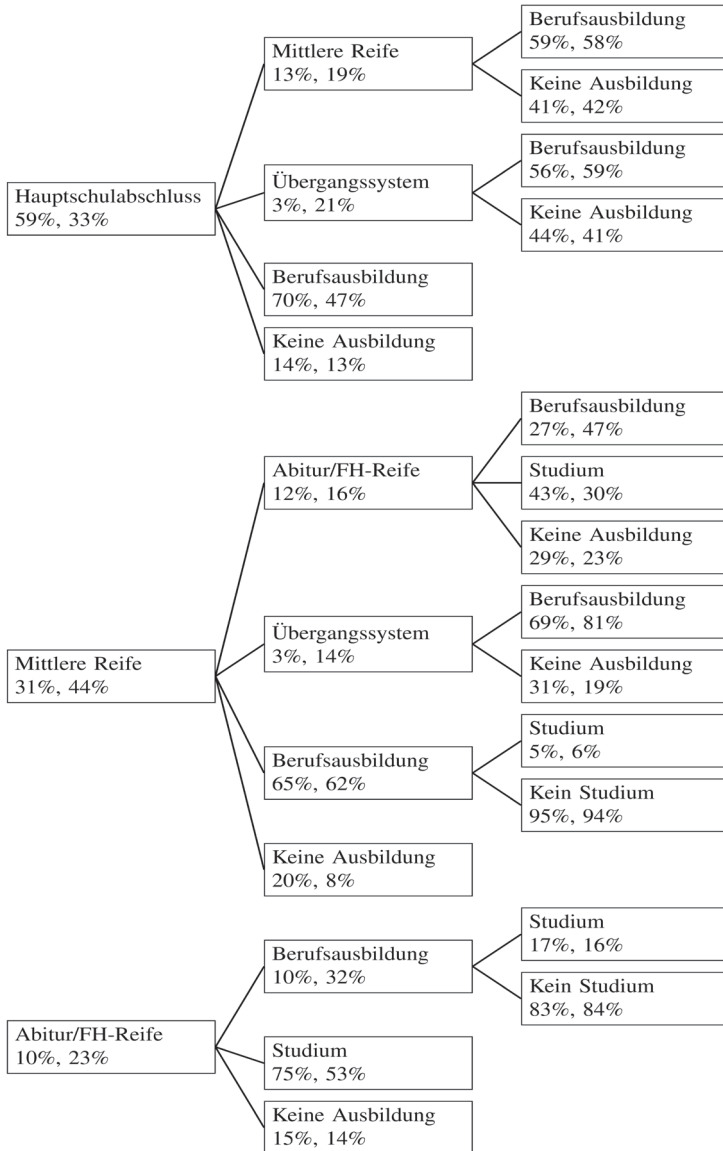 Berufsausbildung
59%, 58%
Mittlere Reife
13%, 19%
Keine Ausbildung
41%, 42%
Berufsausbildung
56%, 59%
Übergangssystem
3%, 21%
Hauptschulabschluss
59%, 33%
Keine Ausbildung
44%, 41%
Berufsausbildung
70%, 47%
Keine Ausbildung
14%, 13%
Berufsausbildung
27%, 47%
Abitur/FH-Reife
12%, 16%
Studium
43%, 30%
Keine Ausbildung
29%, 23%
Berufsausbildung
69%, 81%
Übergangssystem
3%, 14%
Mittlere Reife
31%, 44%
Keine Ausbildung
31%, 19%
Studium
5%, 6%
Berufsausbildung
65%, 62%
Kein Studium
95%, 94%
Keine Ausbildung
20%, 8%
Studium
17%, 16%
Berufsausbildung
10%, 32%
Kein Studium
83%, 84%
Abitur/FH-Reife
10%, 23%
Studium
75%, 53%
Keine Ausbildung
15%, 14%